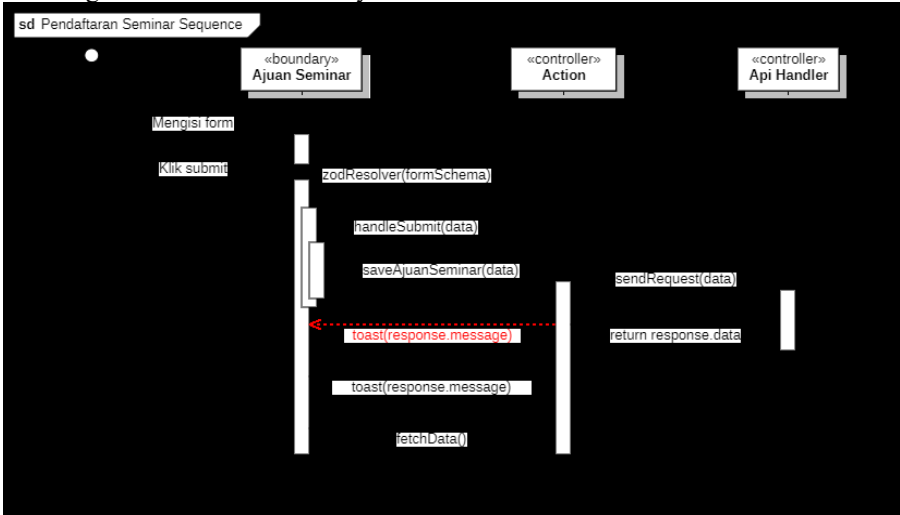 sd Pendaftaran Seminar Sequence
«boundary»
Ajuan Seminar
«controller»
Action
«controller»
Api Handler
Mengisi form
Klik submit
zodResolver(formSchema)
handleSubmit(data)
saveAjuanSeminar(data)
sendRequest(data)
toast(response.message)
return response.data
toast(response.message)
fetchData()